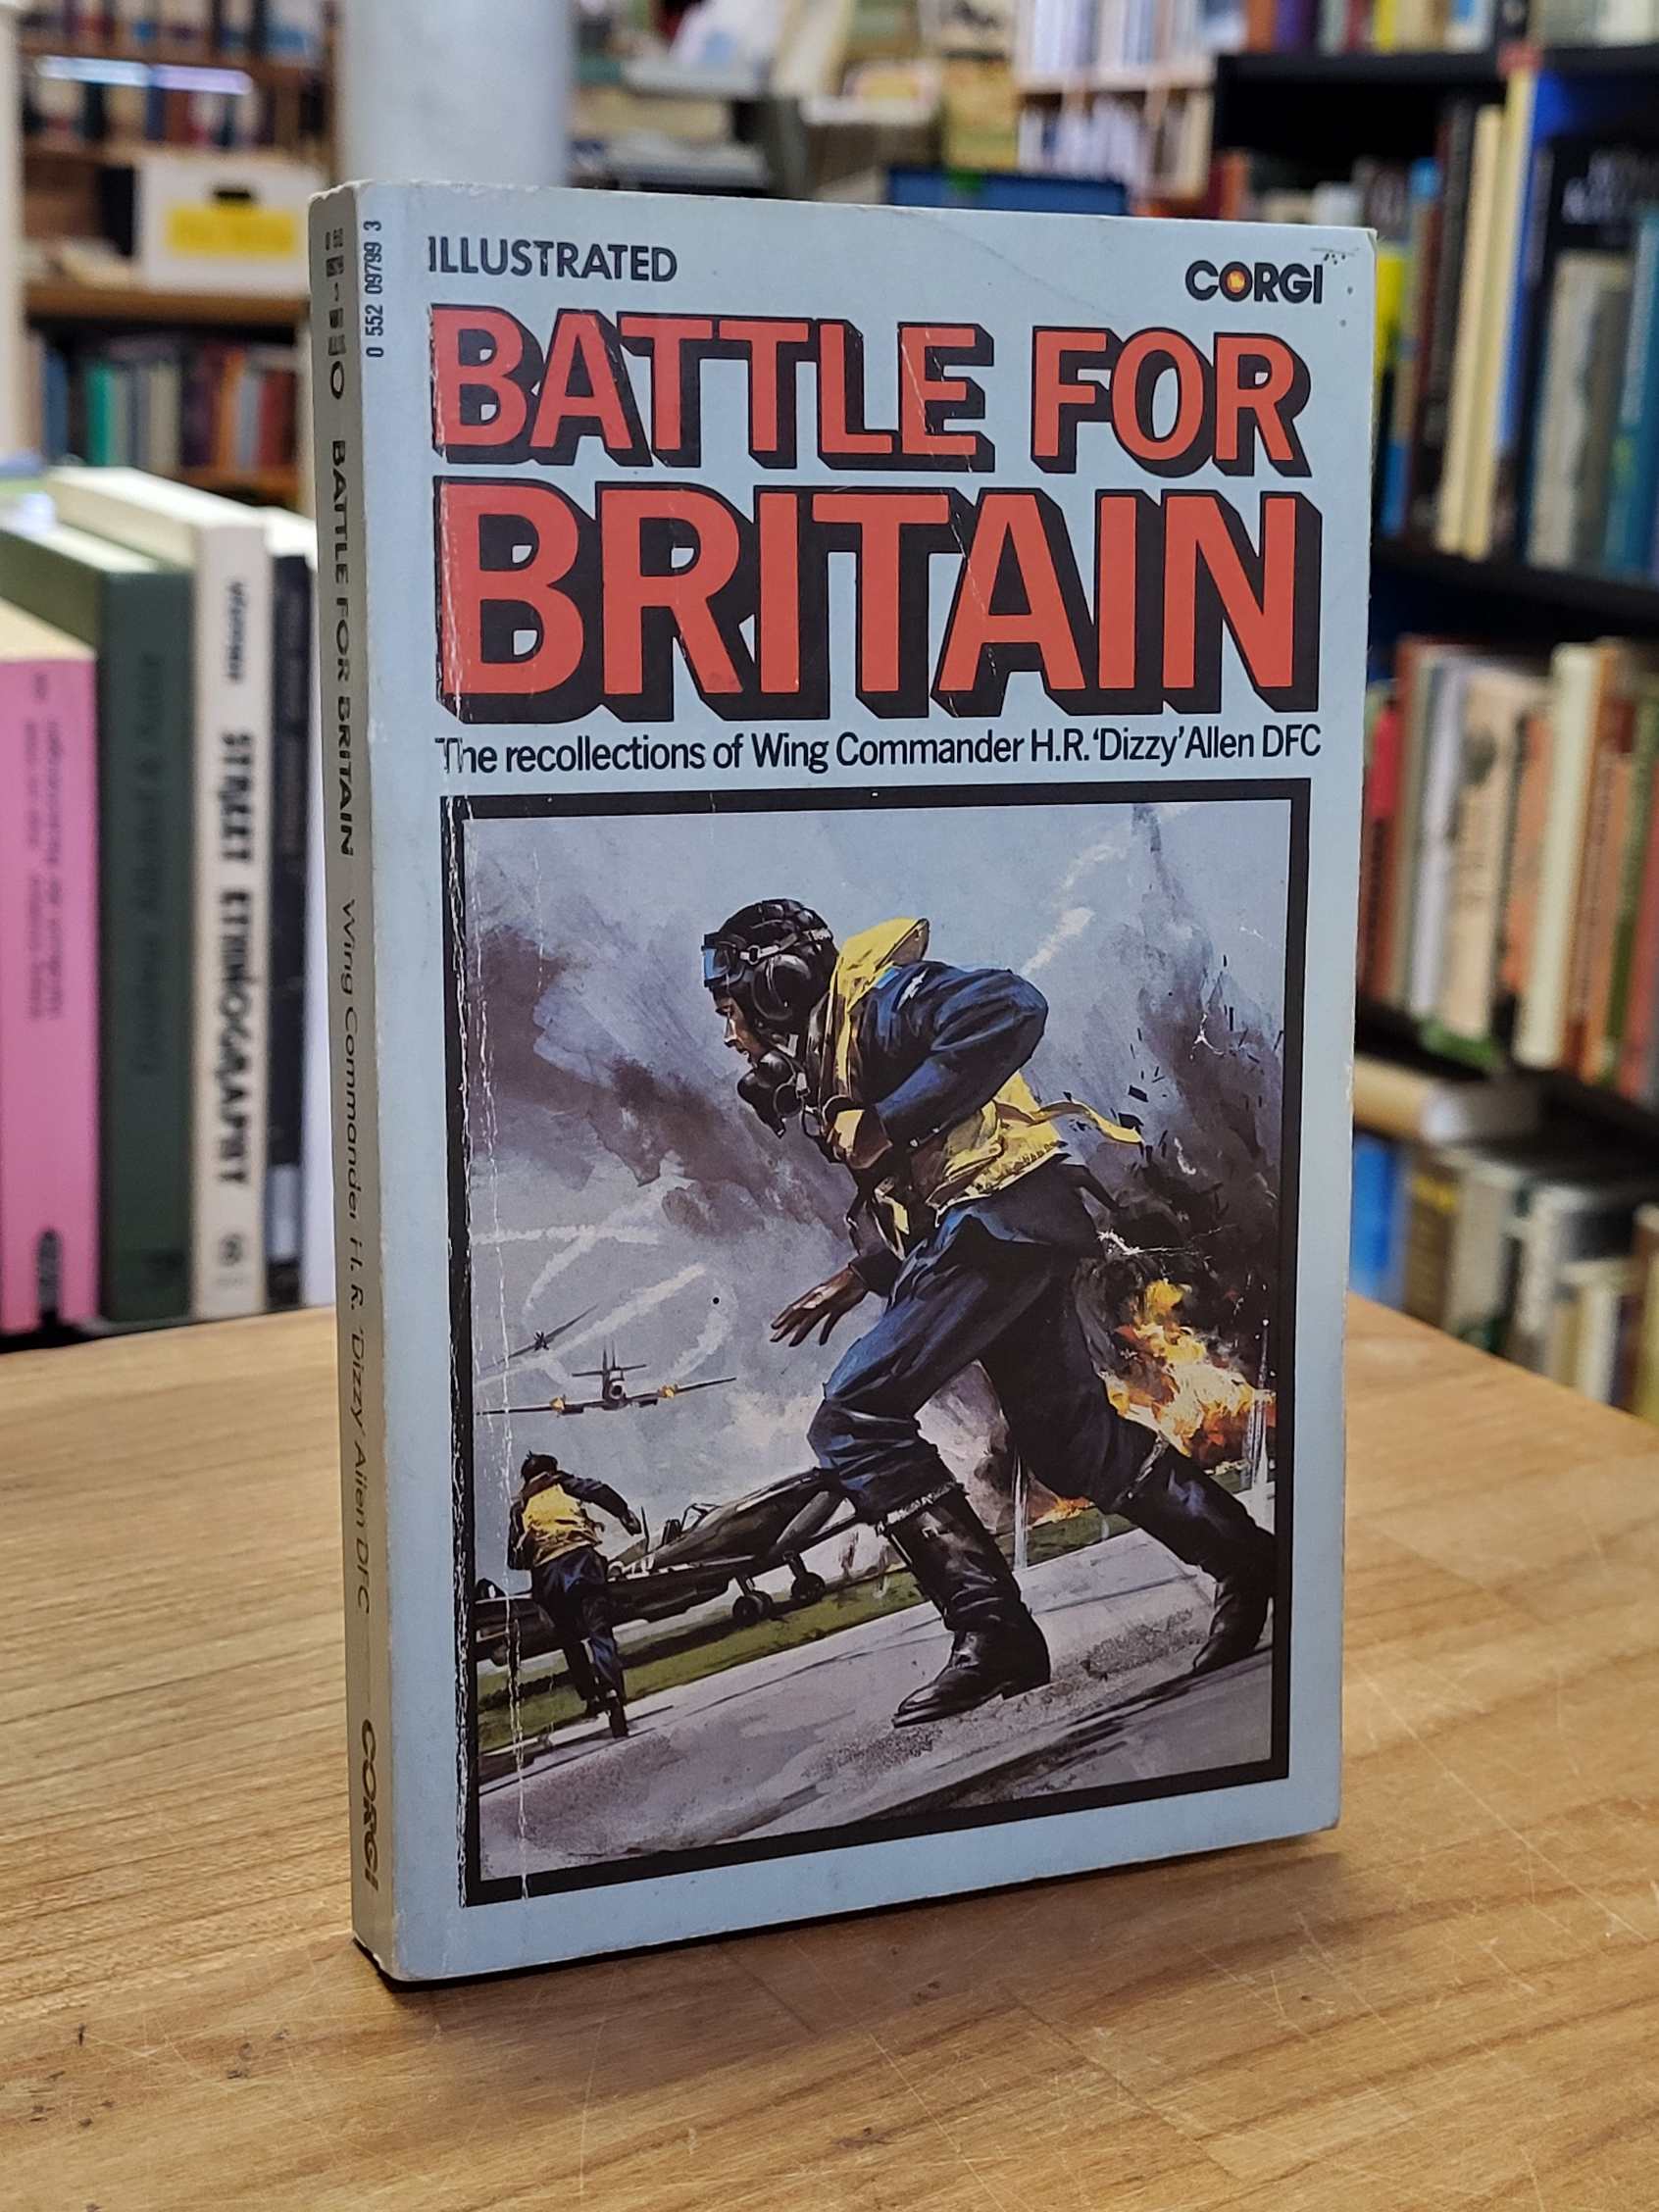 ILLUSTRATED
CORGI
BATTLE FOR
BRITAIN
The recollections of Wing Commander H.R. ‘Dizzy’ Allen DFC
0 552 09799 3
BATTLE FOR BRITAIN Wing Commander H. R. 'Dizzy' Allen DFC CORGI
STREET ETHNOGRAPHY